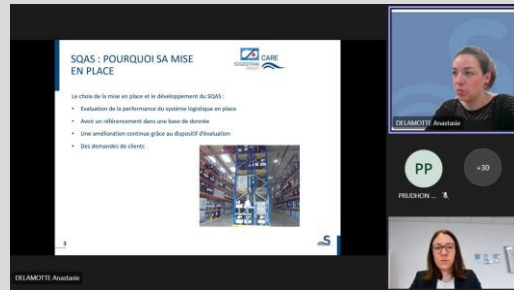 SQAS : POURQUOI SA MISE
EN PLACE
SOGESTRAN
CARE
Le choix de la mise en place et le développement du SQAS :
• Evaluation de la performance du système logistique en place
• Avoir un référencement dans une base de donnée
• Une amélioration continue grâce au dispositif d'évaluation
• Des demandes de clients
3
S
DELAMOTTE Anastasie
DELAMOTTE Anastasie
PP
+30
PRUDHON ...